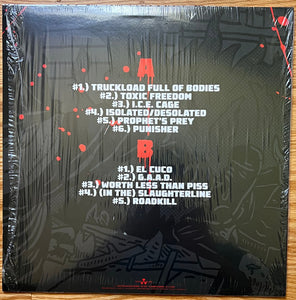 A
#1.) TRUCKLOAD FULL OF BODIES
#2.) TOXIC FREEDOM
#3.) I.C.E. CAGE
#4.) ISOLATED/DESOLATED
#5.) PROPHET'S PREY
#6.) PUNISHER
B
#1.) EL CUCO
#2.) G.A.A.D.
#3.) WORTH LESS THAN PISS
#4.) (IN THE) SLAUGHTERLINE
#5.) ROADKILL